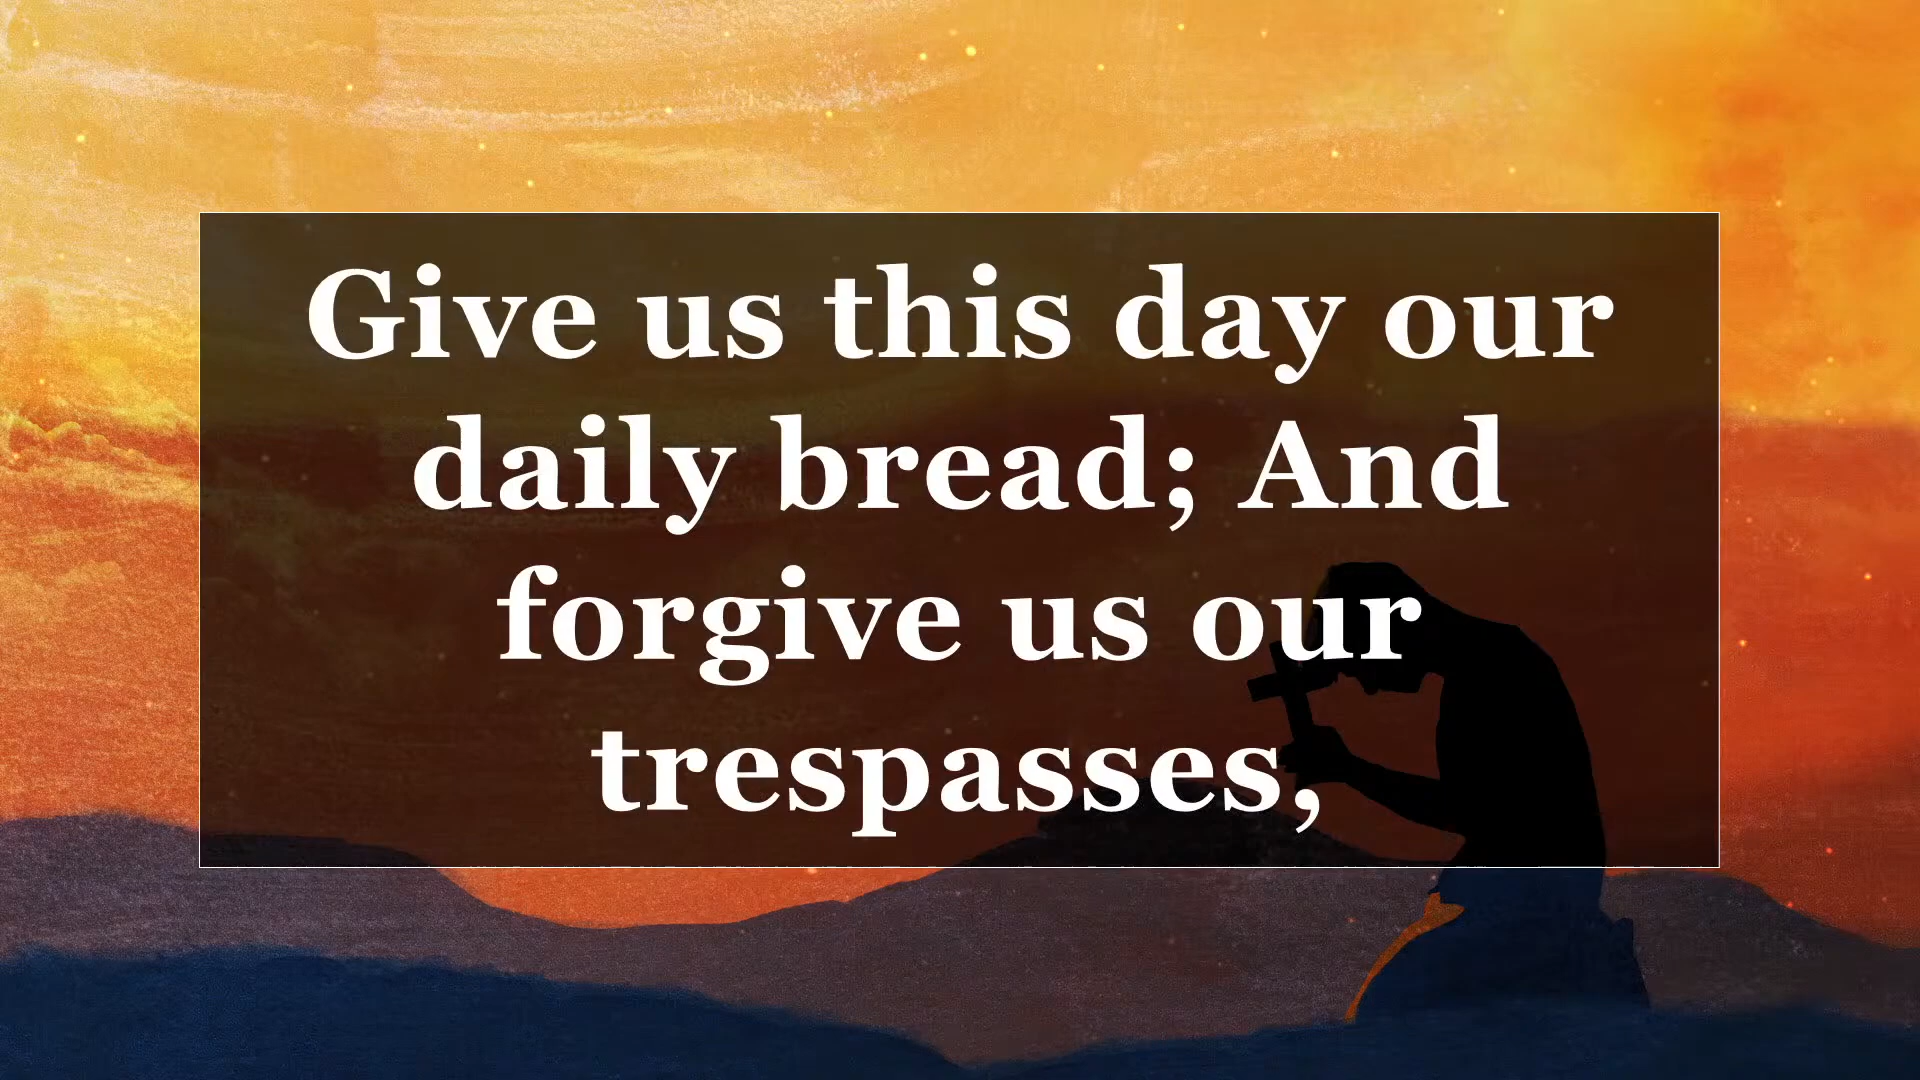 Give us this day our
daily bread; And
forgive us our
trespasses,